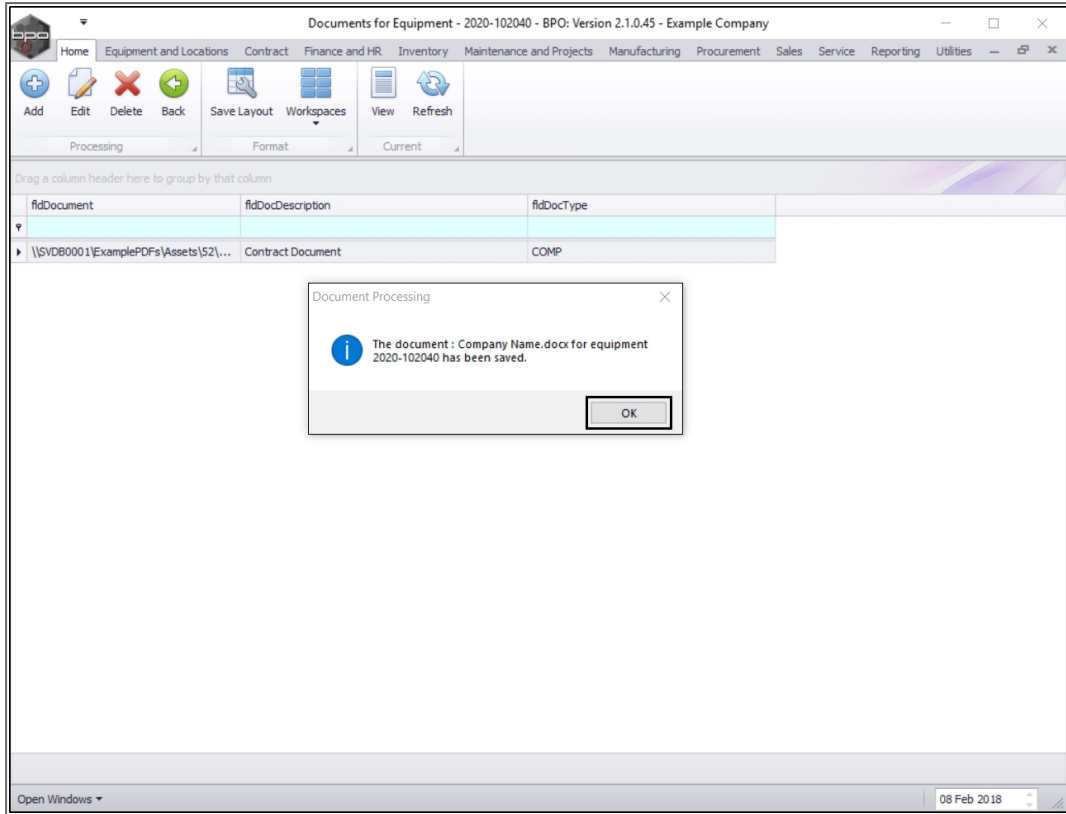 Documents for Equipment - 2020-102040 - BPO: Version 2.1.0.45 - Example Company
bpo
Home Equipment and Locations Contract Finance and HR Inventory Maintenance and Projects Manufacturing Procurement Sales Service Reporting Utilities
Add Edit Delete Back Save Layout Workspaces View Refresh
Processing Format Current
Drag a column header here to group by that column
fldDocument fldDocDescription fldDocType
\\SVDB0001\ExamplePDFs\Assets\52\... Contract Document COMP
Document Processing
The document : Company Name.docx for equipment
2020-102040 has been saved.
OK
Open Windows 08 Feb 2018